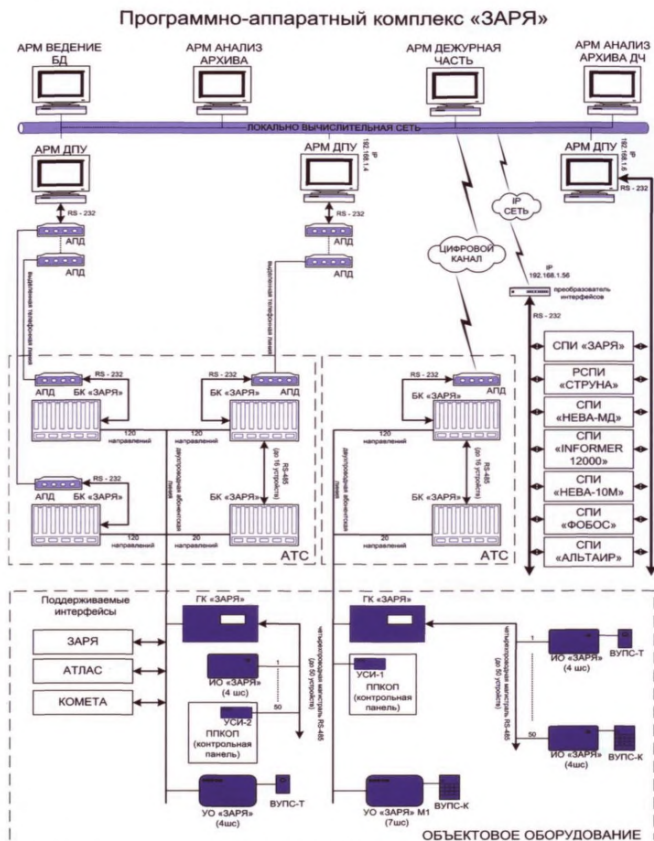 Программно-аппаратный комплекс «ЗАРЯ»
АРМ ВЕДЕНИЕ
БД
АРМ АНАЛИЗ
АРХИВА
АРМ ДЕЖУРНАЯ
ЧАСТЬ
АРМ АНАЛИЗ
АРХИВА ДЧ
ЛОКАЛЬНО ВЫЧИСЛИТЕЛЬНАЯ СЕТЬ
АРМ ДПУ
АРМ ДПУ
IP
192.168.1.4
АРМ ДПУ
IP
192.168.1.6
RS - 232
RS - 232
RS - 232
АПД
АПД
АПД
АПД
выделенная телефонная линия
выделенная телефонная линия
ЦИФРОВОЙ
КАНАЛ
IP
СЕТЬ
IP
192.168.1.56
преобразователь
интерфейсов
RS - 232
СПИ «ЗАРЯ»
РСПИ
«СТРУНА»
СПИ
«НЕВА-МД»
СПИ
«INFORMER
12000»
СПИ
«НЕВА-10М»
СПИ
«ФОБОС»
СПИ
«АЛЬТАИР»
RS - 232
АПД
БК «ЗАРЯ»
RS - 232
БК «ЗАРЯ»
АПД
120
направлений
120
направлений
двухпроводная абонентская
линия
RS-485
(до 16 устройств)
RS - 232
АПД
БК «ЗАРЯ»
БК «ЗАРЯ»
20
направлений
20
направлений
АТС
RS - 232
АПД
БК «ЗАРЯ»
120
направлений
двухпроводная абонентская
линия
RS-485
(до 16 устройств)
БК «ЗАРЯ»
20
направлений
АТС
Поддерживаемые
интерфейсы
ЗАРЯ
АТЛАС
КОМЕТА
ГК «ЗАРЯ»
ИО «ЗАРЯ»
(4 шс)
1
50
УСИ-2
ППКОП
(контрольная
панель)
четырехпроводная магистраль RS-485
(до 50 устройств)
УО «ЗАРЯ»
(4шс)
ВУПС-Т
ГК «ЗАРЯ»
УСИ-1
ППКОП
(контрольная
панель)
УО «ЗАРЯ» М1
(7шс)
ВУПС-К
четырехпроводная магистраль RS-485
(до 50 устройств)
1
ИО «ЗАРЯ»
(4 шс)
ВУПС-Т
50
ИО «ЗАРЯ»
(4шс)
ВУПС-К
ОБЪЕКТОВОЕ ОБОРУДОВАНИЕ